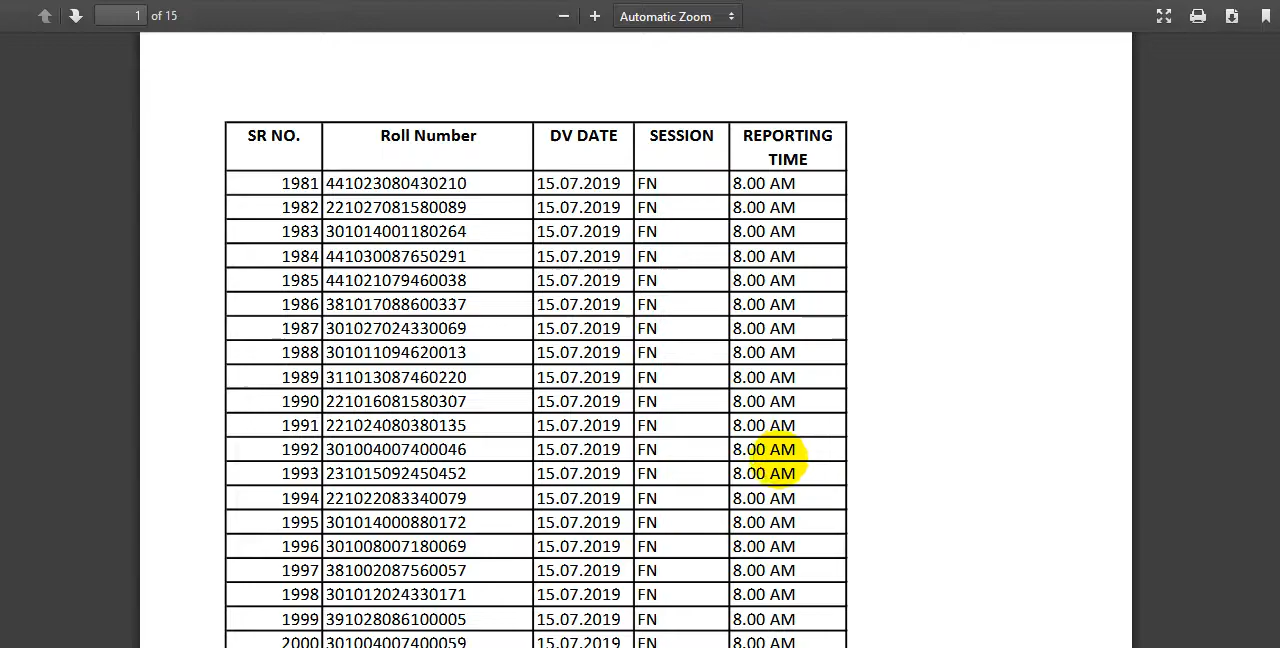 1 of 15 Automatic Zoom
SR NO. Roll Number DV DATE SESSION REPORTING
TIME
1981 441023080430210 15.07.2019 FN 8.00 AM
1982 221027081580089 15.07.2019 FN 8.00 AM
1983 301014001180264 15.07.2019 FN 8.00 AM
1984 441030087650291 15.07.2019 FN 8.00 AM
1985 441021079460038 15.07.2019 FN 8.00 AM
1986 381017088600337 15.07.2019 FN 8.00 AM
1987 301027024330069 15.07.2019 FN 8.00 AM
1988 301011094620013 15.07.2019 FN 8.00 AM
1989 311013087460220 15.07.2019 FN 8.00 AM
1990 221016081580307 15.07.2019 FN 8.00 AM
1991 221024080380135 15.07.2019 FN 8.00 AM
1992 301004007400046 15.07.2019 FN 8.00 AM
1993 231015092450452 15.07.2019 FN 8.00 AM
1994 221022083340079 15.07.2019 FN 8.00 AM
1995 301014000880172 15.07.2019 FN 8.00 AM
1996 301008007180069 15.07.2019 FN 8.00 AM
1997 381002087560057 15.07.2019 FN 8.00 AM
1998 301012024330171 15.07.2019 FN 8.00 AM
1999 391028086100005 15.07.2019 FN 8.00 AM
2000 301004007400059 15.07.2019 FN 8.00 AM